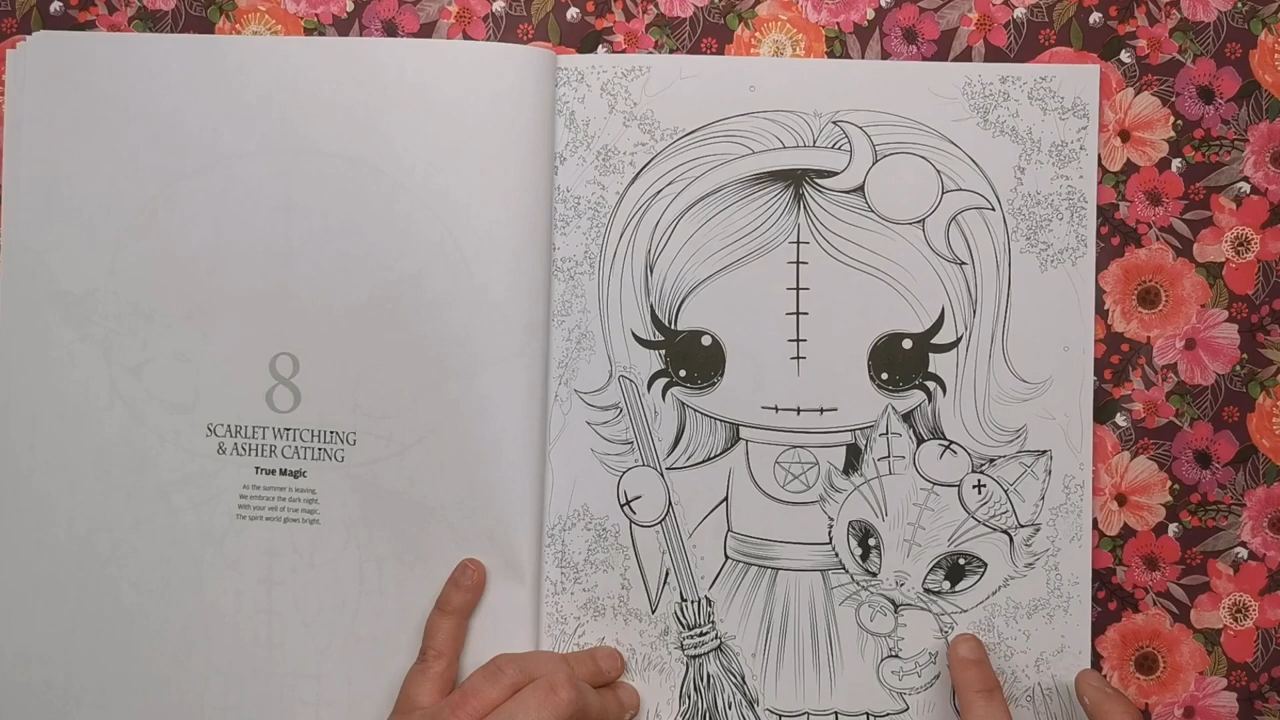 8
SCARLET WITCHLING
& ASHER CATLING
True Magic
As the summer is leaving,
We embrace the dark night,
With your veil of true magic,
The spirit world glows bright.